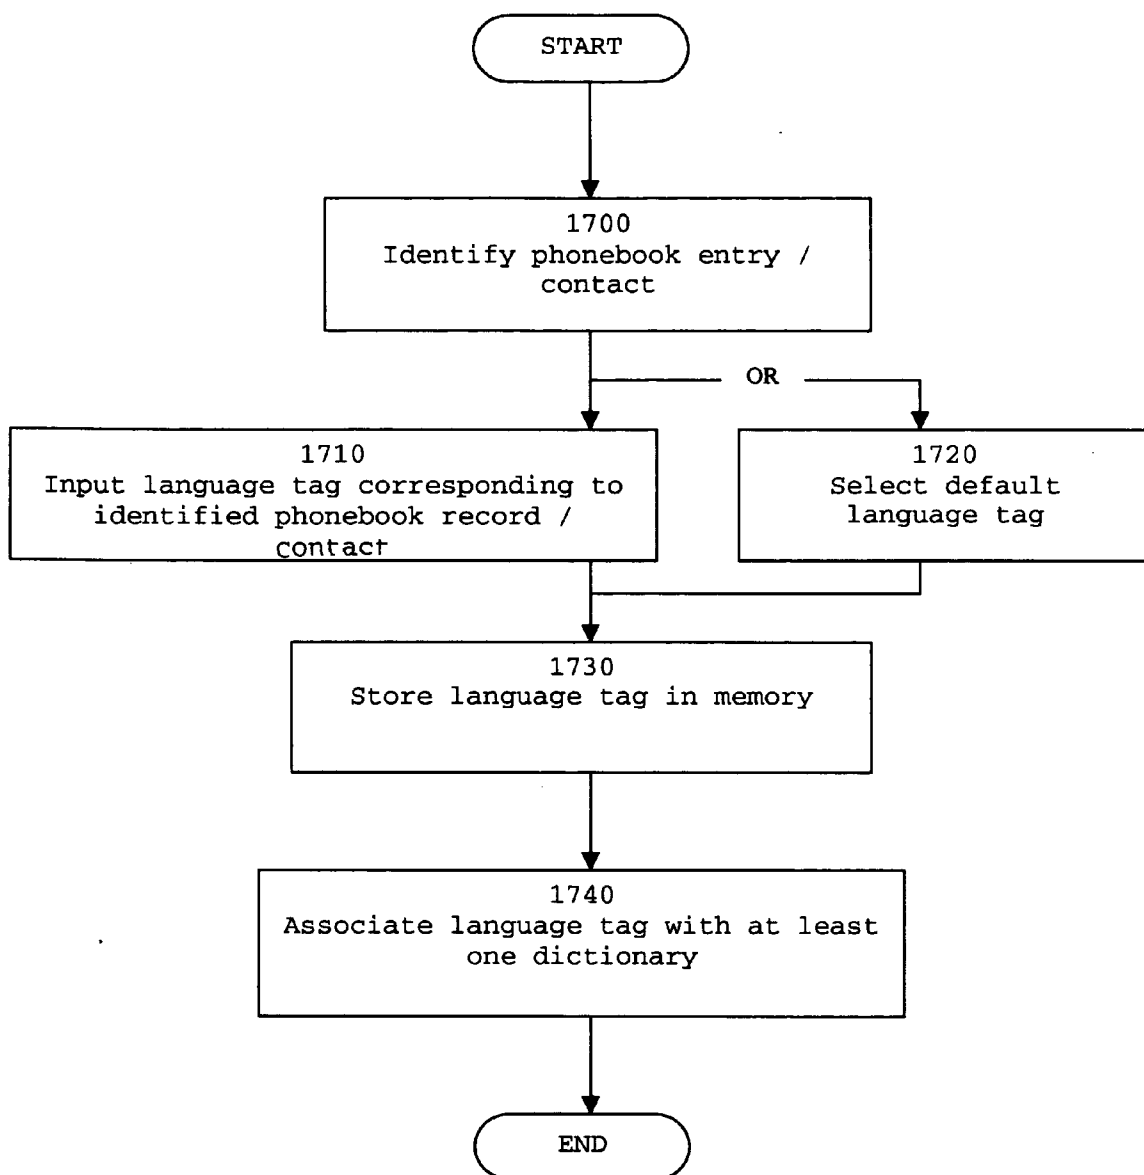 START
1700
Identify phonebook entry /
contact
OR
1710
Input language tag corresponding to
identified phonebook record /
contact
1720
Select default
language tag
1730
Store language tag in memory
1740
Associate language tag with at least
one dictionary
END